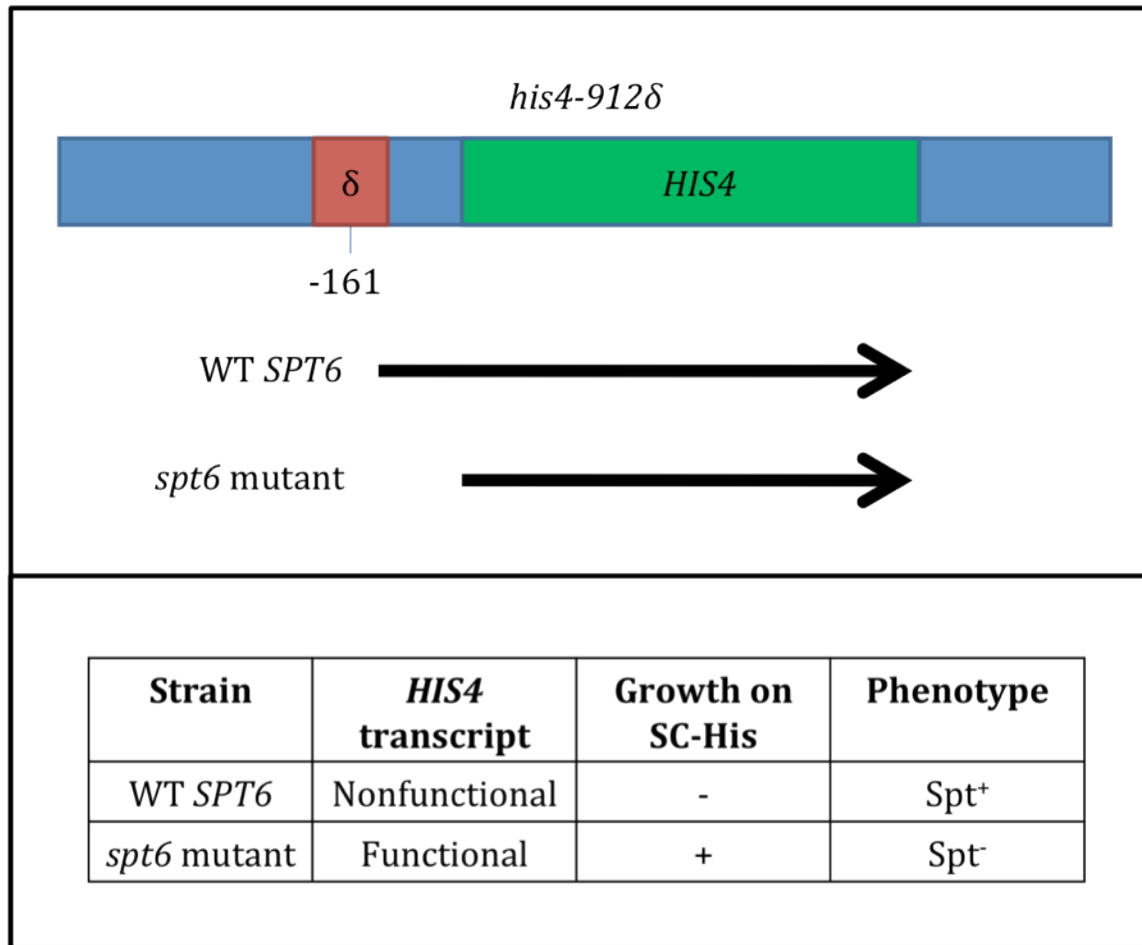 his4-912δ
δ
HIS4
-161
WT SPT6
spt6 mutant
Strain HIS4 transcript Growth on SC-His Phenotype
WT SPT6 Nonfunctional - Spt⁺
spt6 mutant Functional + Spt⁻